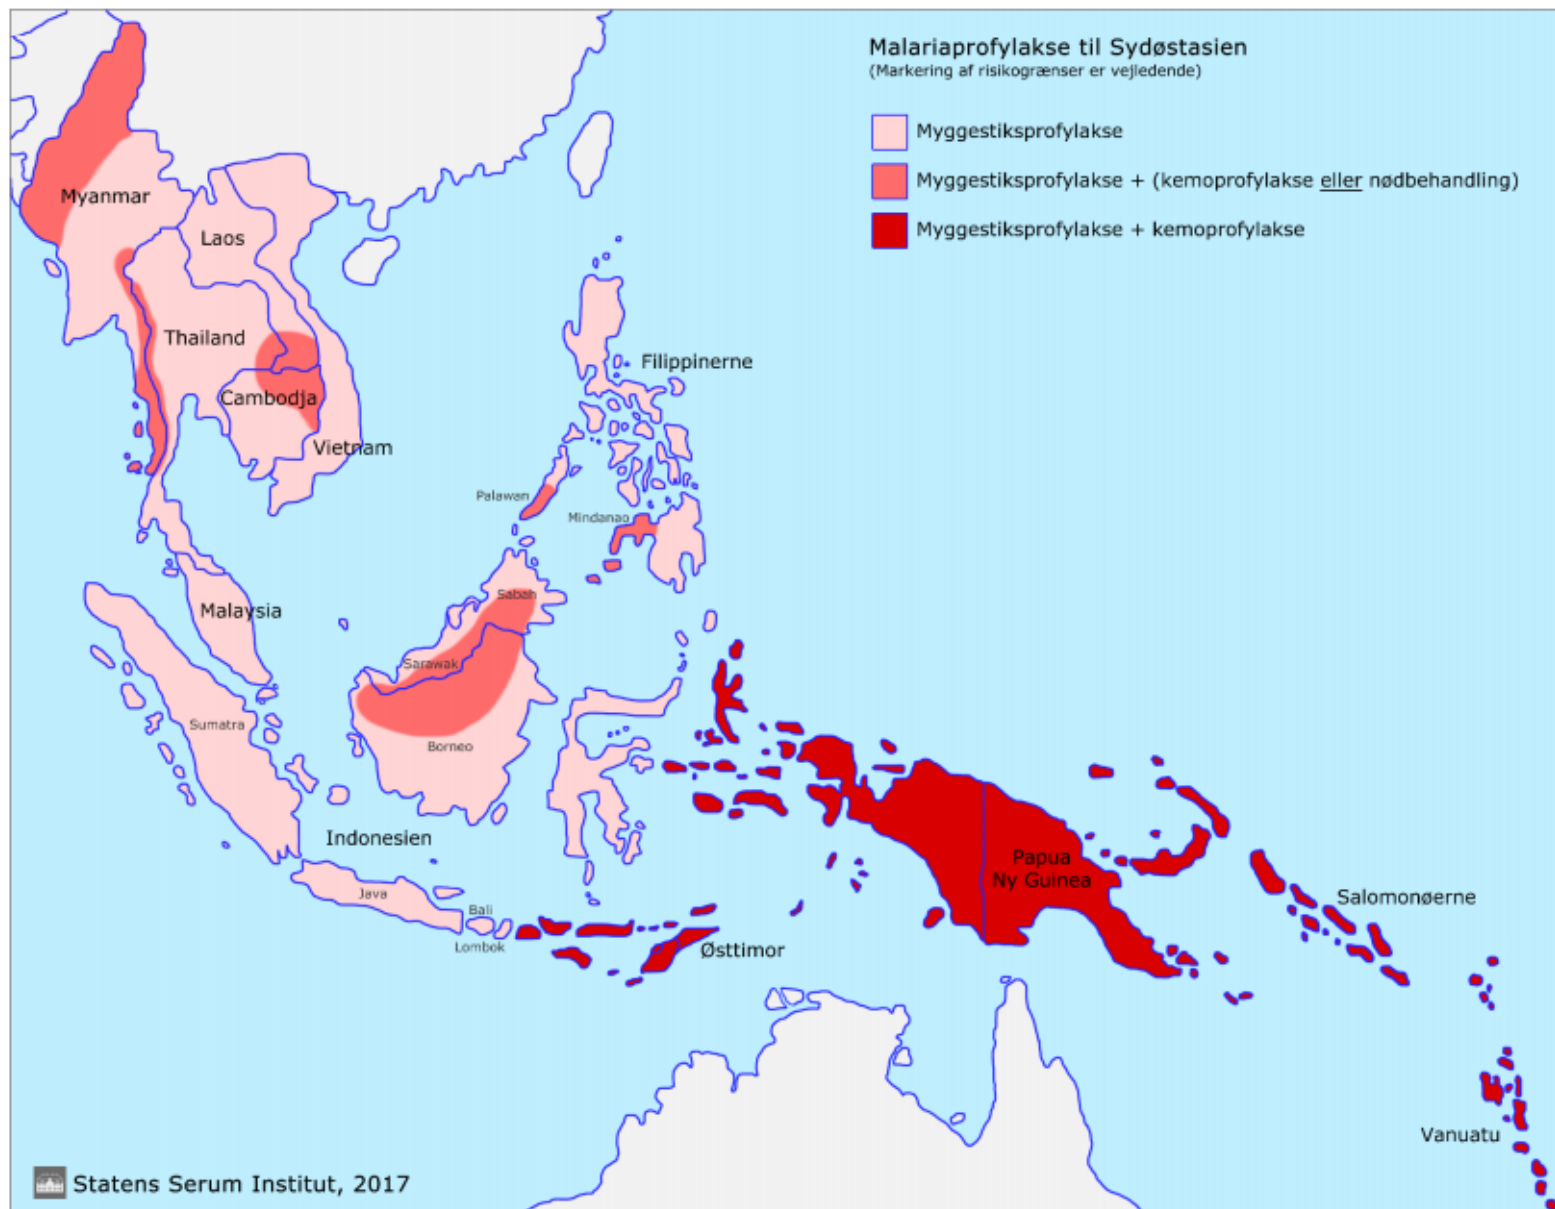 Malariaprofylakse til Sydøstasien
(Markering af risikogrænser er vejledende)
Myggestiksprofylakse
Myggestiksprofylakse + (kemoprofylakse eller nødbehandling)
Myggestiksprofylakse + kemoprofylakse
Myanmar
Laos
Thailand
Cambodja
Vietnam
Filippinerne
Palawan
Mindanao
Sabah
Malaysia
Sarawak
Sumatra
Borneo
Indonesien
Java
Bali
Lombok
Østtimor
Papua
Ny Guinea
Salomonøerne
Vanuatu
Statens Serum Institut, 2017